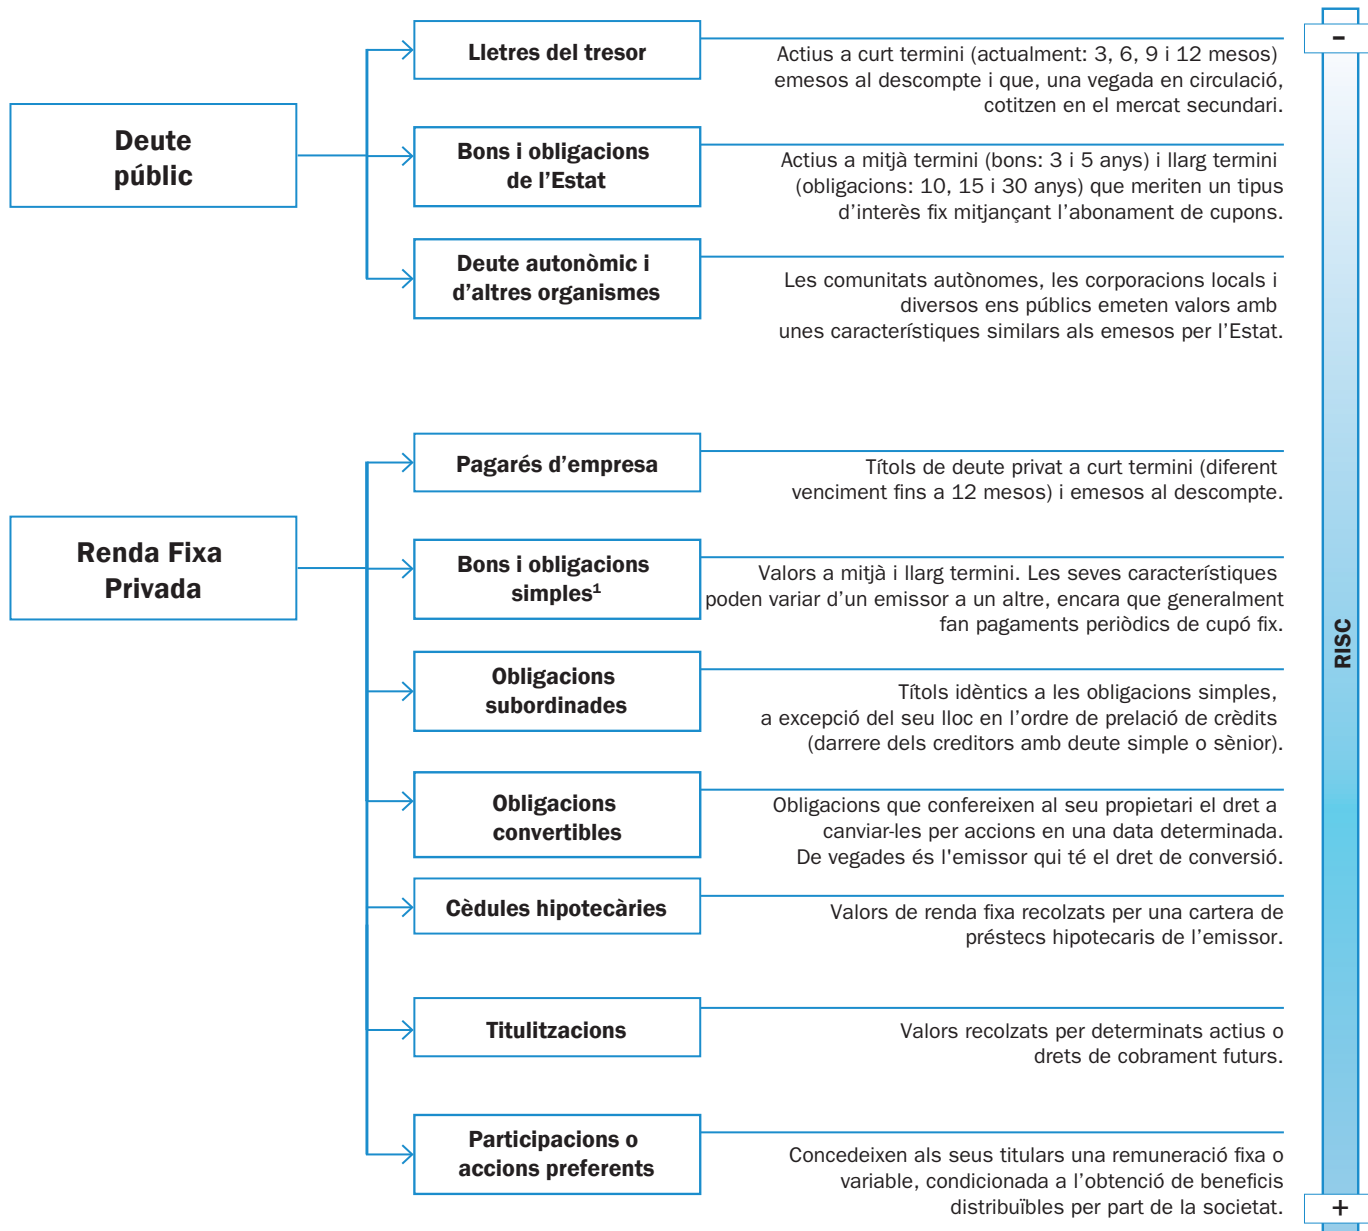 Deute
públic
Lletres del tresor
Actius a curt termini (actualment: 3, 6, 9 i 12 mesos)
emesos al descompte i que, una vegada en circulació,
cotitzen en el mercat secundari.
Bons i obligacions
de l’Estat
Actius a mitjà termini (bons: 3 i 5 anys) i llarg termini
(obligacions: 10, 15 i 30 anys) que meriten un tipus
d’interès fix mitjançant l’abonament de cupons.
Deute autonòmic i
d’altres organismes
Les comunitats autònomes, les corporacions locals i
diversos ens públics emeten valors amb
unes característiques similars als emesos per l’Estat.
Renda Fixa
Privada
Pagarés d’empresa
Títols de deute privat a curt termini (diferent
venciment fins a 12 mesos) i emesos al descompte.
Bons i obligacions
simples¹
Valors a mitjà i llarg termini. Les seves característiques
poden variar d’un emissor a un altre, encara que generalment
fan pagaments periòdics de cupó fix.
Obligacions
subordinades
Títols idèntics a les obligacions simples,
a excepció del seu lloc en l’ordre de prelació de crèdits
(darrere dels creditors amb deute simple o sènior).
Obligacions
convertibles
Obligacions que confereixen al seu propietari el dret a
canviar-les per accions en una data determinada.
De vegades és l'emissor qui té el dret de conversió.
Cèdules hipotecàries
Valors de renda fixa recolzats per una cartera de
préstecs hipotecaris de l’emissor.
Titulitzacions
Valors recolzats per determinats actius o
drets de cobrament futurs.
Participacions o
accions preferents
Concedeixen als seus titulars una remuneració fixa o
variable, condicionada a l’obtenció de beneficis
distribuïbles per part de la societat.
–
RISC
+